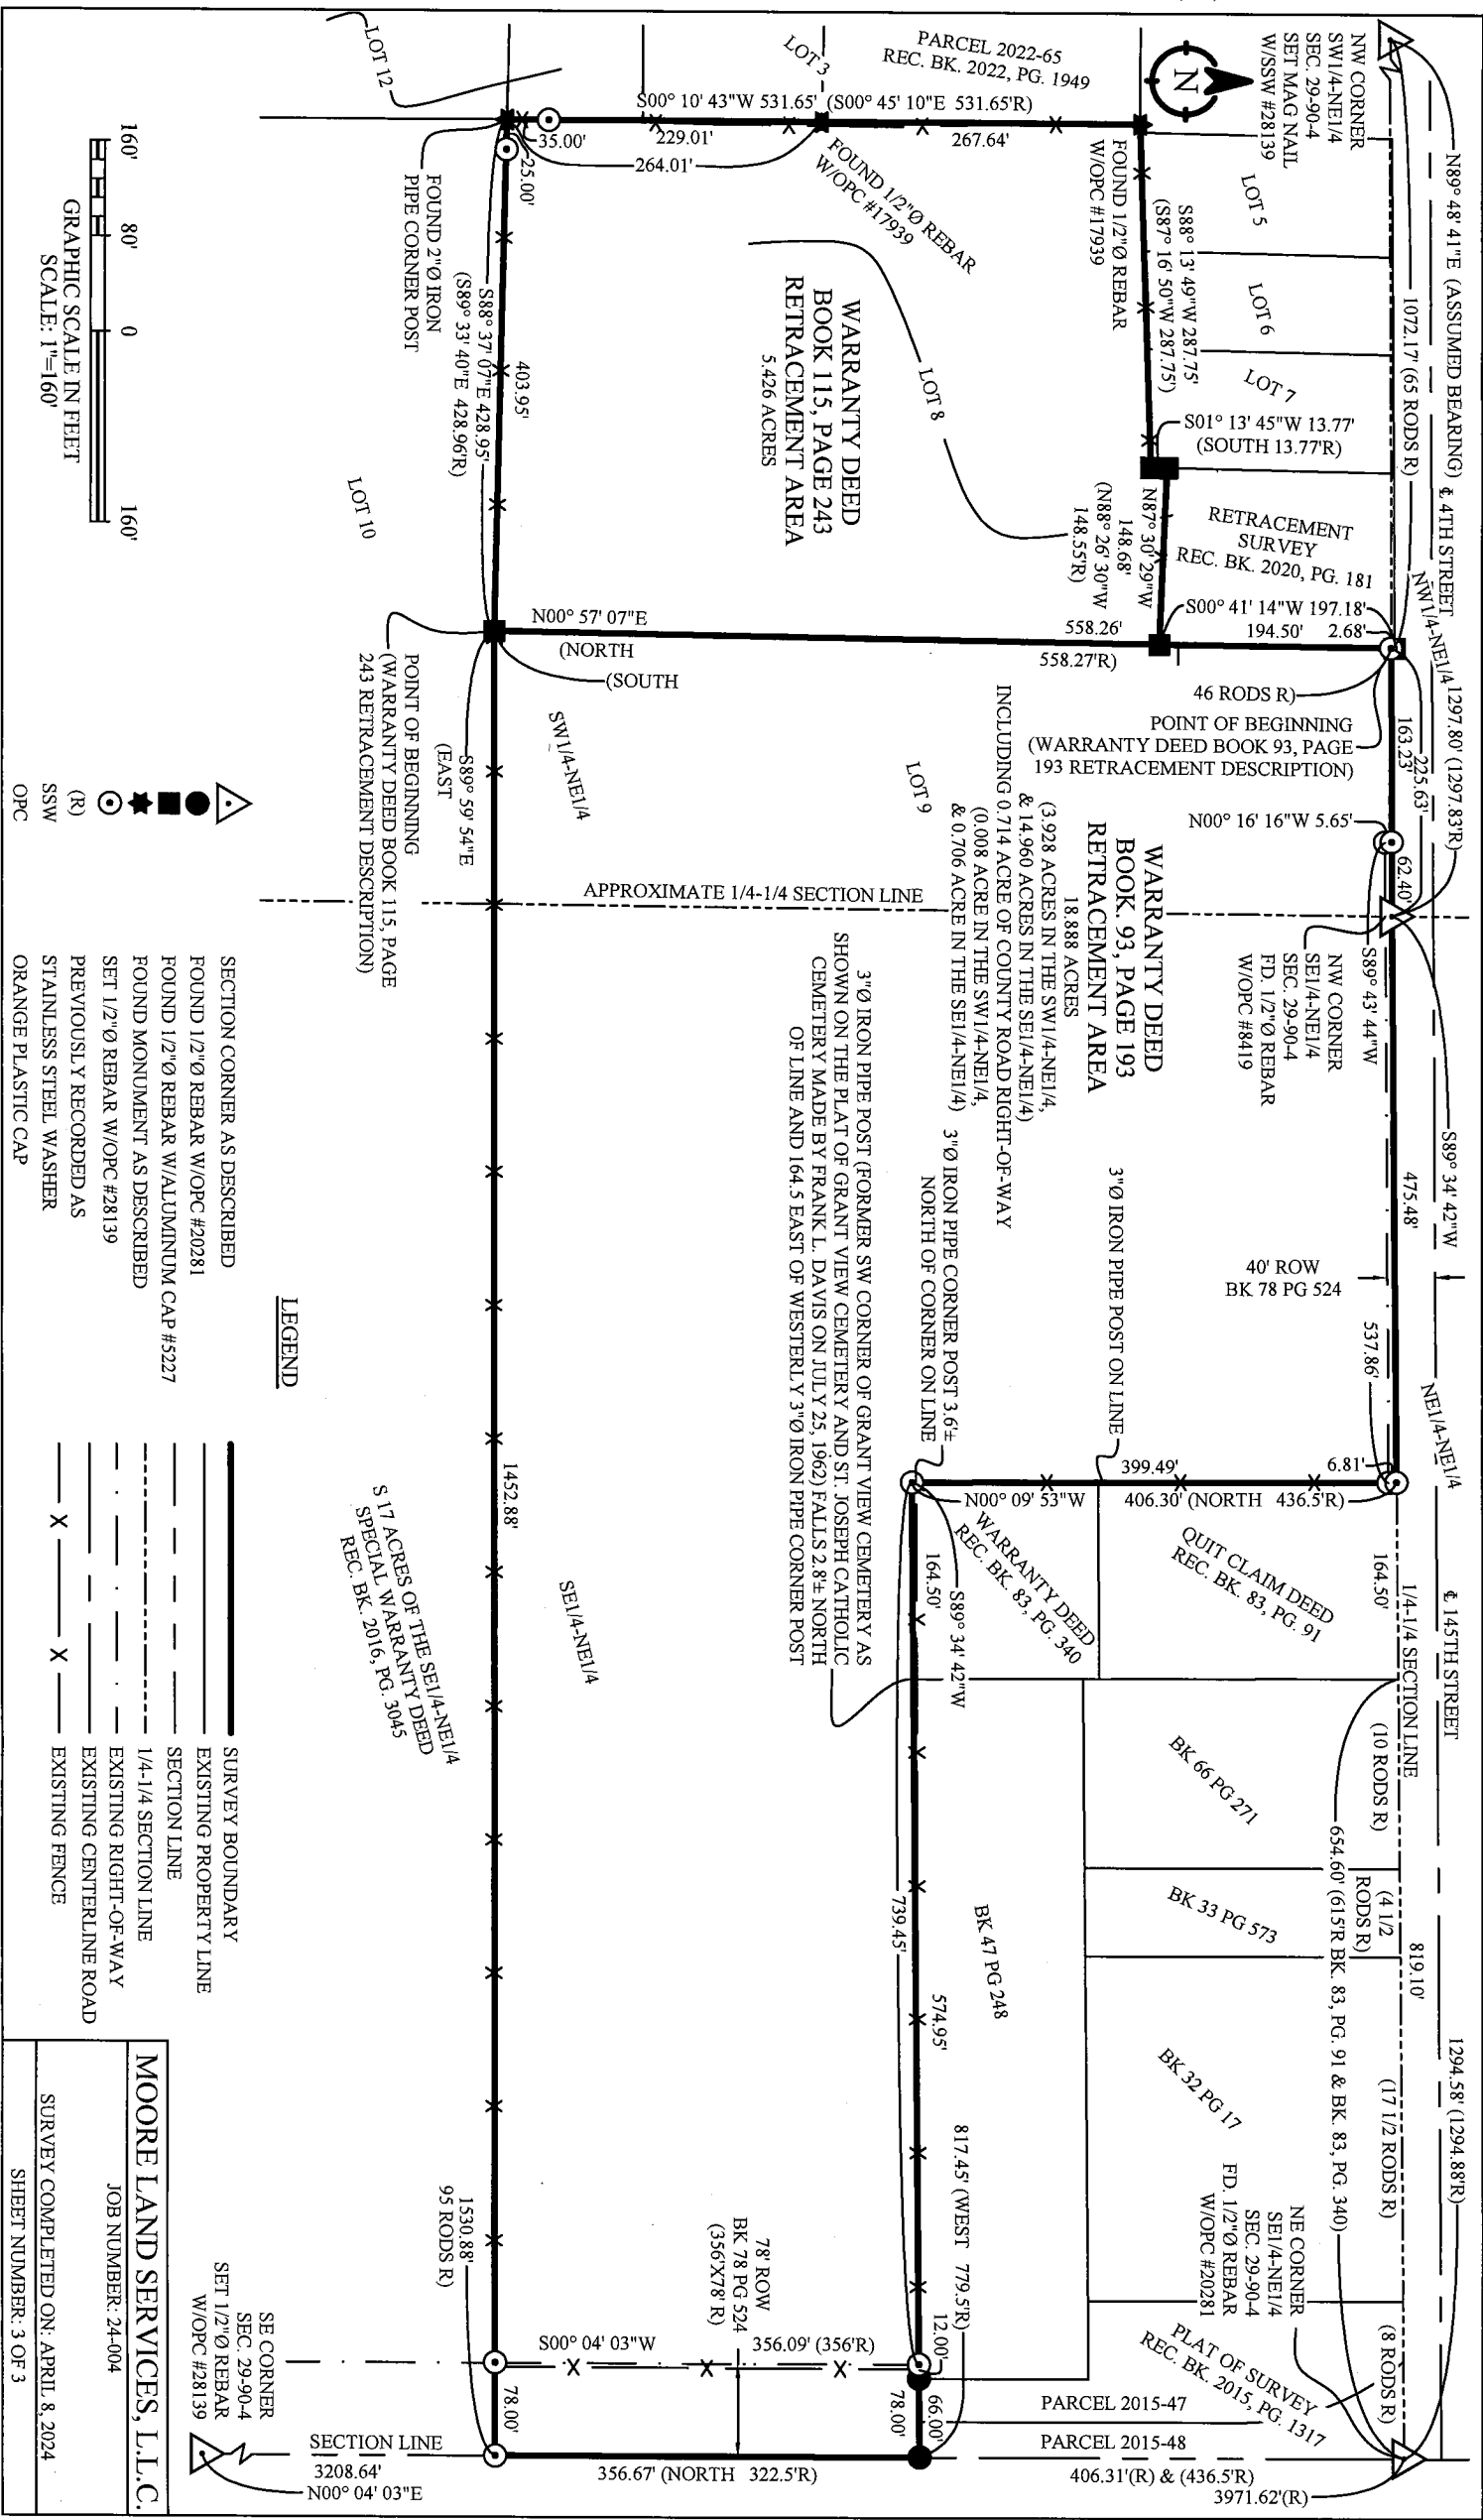 NW CORNER
SW1/4-NE1/4
SEC. 29-90-4
SET MAG NAIL
W/SSW #28139
N
N89° 48' 41"E (ASSUMED BEARING)
1072.17' (65 RODS R)
℄ 4TH STREET
NW1/4-NE1/4
1297.80' (1297.83'R)
225.63'
163.23'
62.40'
S89° 43' 44"W
N00° 16' 16"W 5.65'
NW CORNER
SE1/4-NE1/4
SEC. 29-90-4
FD. 1/2"Ø REBAR
W/OPC #8419
S89° 34' 42"W
475.48'
40' ROW
BK 78 PG 524
537.86'
NE1/4-NE1/4
℄ 145TH STREET
1/4-1/4 SECTION LINE
164.50'
(10 RODS R)
(4 1/2
RODS R)
819.10'
(17 1/2 RODS R)
(8 RODS R)
1294.58' (1294.88'R)
654.60' (615'R BK. 83, PG. 91 & BK. 83, PG. 340)
NE CORNER
SE1/4-NE1/4
SEC. 29-90-4
FD. 1/2"Ø REBAR
W/OPC #20281
PLAT OF SURVEY
REC. BK. 2015, PG. 1317
PARCEL 2015-47
PARCEL 2015-48
406.31'(R) & (436.5'R)
3971.62'(R)
PARCEL 2022-65
REC. BK. 2022, PG. 1949
LOT 3
LOT 12
S00° 10' 43"W 531.65' (S00° 45' 10"E 531.65'R)
35.00'
229.01'
264.01'
267.64'
25.00'
LOT 5
LOT 6
LOT 7
S88° 13' 49"W 287.75'
(S87° 16' 50"W 287.75')
FOUND 1/2"Ø REBAR
W/OPC #17939
FOUND 1/2"Ø REBAR
W/OPC #17939
S01° 13' 45"W 13.77'
(SOUTH 13.77'R)
RETRACEMENT
SURVEY
REC. BK. 2020, PG. 181
N87° 30' 29"W
148.68'
(N88° 26' 30"W
148.55'R)
S00° 41' 14"W 197.18'
194.50' 2.68'
LOT 8
WARRANTY DEED
BOOK 115, PAGE 243
RETRACEMENT AREA
5.426 ACRES
FOUND 2"Ø IRON
PIPE CORNER POST
403.95'
S88° 37' 07"E 428.95'
(S89° 33' 40"E 428.96'R)
LOT 10
N00° 57' 07"E
558.26'
(NORTH
558.27'R)
(SOUTH
46 RODS R)
POINT OF BEGINNING
(WARRANTY DEED BOOK 93, PAGE
193 RETRACEMENT DESCRIPTION)
LOT 9
WARRANTY DEED
BOOK. 93, PAGE 193
RETRACEMENT AREA
18.888 ACRES
(3.928 ACRES IN THE SW1/4-NE1/4,
& 14.960 ACRES IN THE SE1/4-NE1/4)
INCLUDING 0.714 ACRE OF COUNTY ROAD RIGHT-OF-WAY
(0.008 ACRE IN THE SW1/4-NE1/4,
& 0.706 ACRE IN THE SE1/4-NE1/4)
APPROXIMATE 1/4-1/4 SECTION LINE
SW1/4-NE1/4
S89° 59' 54"E
(EAST
POINT OF BEGINNING
(WARRANTY DEED BOOK 115, PAGE
243 RETRACEMENT DESCRIPTION)
3"Ø IRON PIPE POST ON LINE
3"Ø IRON PIPE CORNER POST 3.6'±
NORTH OF CORNER ON LINE
3"Ø IRON PIPE POST (FORMER SW CORNER OF GRANT VIEW CEMETERY AS
SHOWN ON THE PLAT OF GRANT VIEW CEMETERY AND ST. JOSEPH CATHOLIC
CEMETERY MADE BY FRANK L. DAVIS ON JULY 25, 1962) FALLS 2.8'± NORTH
OF LINE AND 164.5 EAST OF WESTERLY 3"Ø IRON PIPE CORNER POST
6.81'
399.49'
N00° 09' 53"W
406.30' (NORTH 436.5'R)
QUIT CLAIM DEED
REC. BK. 83, PG. 91
WARRANTY DEED
REC. BK. 83, PG. 340
S89° 34' 42"W
164.50'
BK 66 PG 271
BK 33 PG 573
BK 32 PG 17
BK 47 PG 248
739.45'
574.95'
817.45' (WEST 779.5'R)
12.00'
66.00'
78.00'
78' ROW
BK 78 PG 524
(356'X78' R)
S00° 04' 03"W
356.09' (356'R)
356.67' (NORTH 322.5'R)
SE1/4-NE1/4
1452.88'
S 17 ACRES OF THE SE1/4-NE1/4
SPECIAL WARRANTY DEED
REC. BK. 2016, PG. 3045
1530.88'
95 RODS R)
78.00'
SECTION LINE
3208.64'
N00° 04' 03"E
SE CORNER
SEC. 29-90-4
SET 1/2"Ø REBAR
W/OPC #28139
160' 80' 0 160'
GRAPHIC SCALE IN FEET
SCALE: 1"=160'
LEGEND
SECTION CORNER AS DESCRIBED
FOUND 1/2"Ø REBAR W/OPC #20281
FOUND 1/2"Ø REBAR W/ALUMINUM CAP #5227
FOUND MONUMENT AS DESCRIBED
SET 1/2"Ø REBAR W/OPC #28139
(R) PREVIOUSLY RECORDED AS
SSW STAINLESS STEEL WASHER
OPC ORANGE PLASTIC CAP
SURVEY BOUNDARY
EXISTING PROPERTY LINE
SECTION LINE
1/4-1/4 SECTION LINE
EXISTING RIGHT-OF-WAY
EXISTING CENTERLINE ROAD
EXISTING FENCE
MOORE LAND SERVICES, L.L.C.
JOB NUMBER: 24-004
SURVEY COMPLETED ON: APRIL 8, 2024
SHEET NUMBER: 3 OF 3